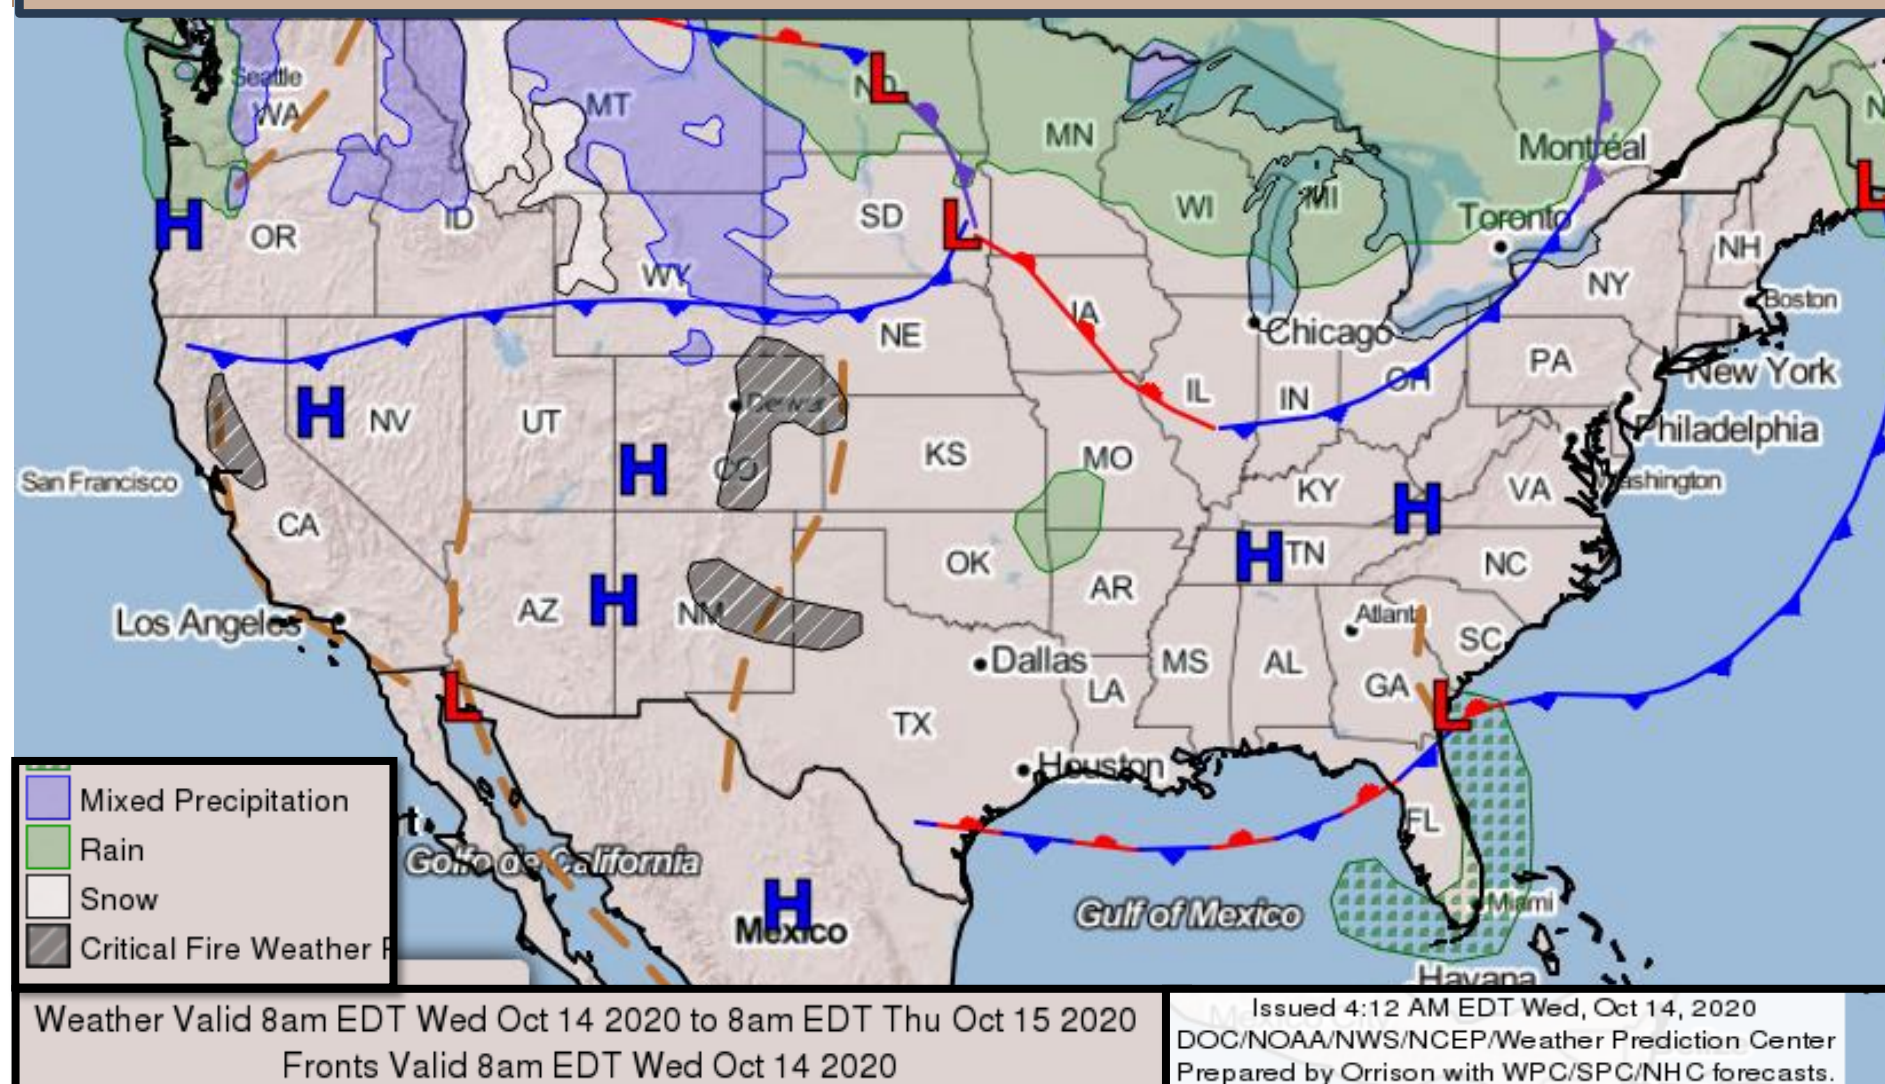 Seattle
WA
MT
ND
MN
Montréal
N
OR
ID
SD
WI
MI
Toronto
NH
WY
NY
Boston
IA
NE
Chicago
PA
New York
NV
UT
Denver
IL
IN
OH
Philadelphia
San Francisco
CO
KS
MO
KY
VA
Washington
CA
OK
TN
NC
Los Angeles
AZ
NM
AR
Atlanta
SC
Dallas
MS
AL
GA
LA
TX
Houston
FL
Golfo de California
Mexico
Gulf of Mexico
Miami
Havana
H
H
H
H
H
H
H
L
L
L
L
L
Mixed Precipitation
Rain
Snow
Critical Fire Weather
Weather Valid 8am EDT Wed Oct 14 2020 to 8am EDT Thu Oct 15 2020
Fronts Valid 8am EDT Wed Oct 14 2020
Issued 4:12 AM EDT Wed, Oct 14, 2020
DOC/NOAA/NWS/NCEP/Weather Prediction Center
Prepared by Orrison with WPC/SPC/NHC forecasts.